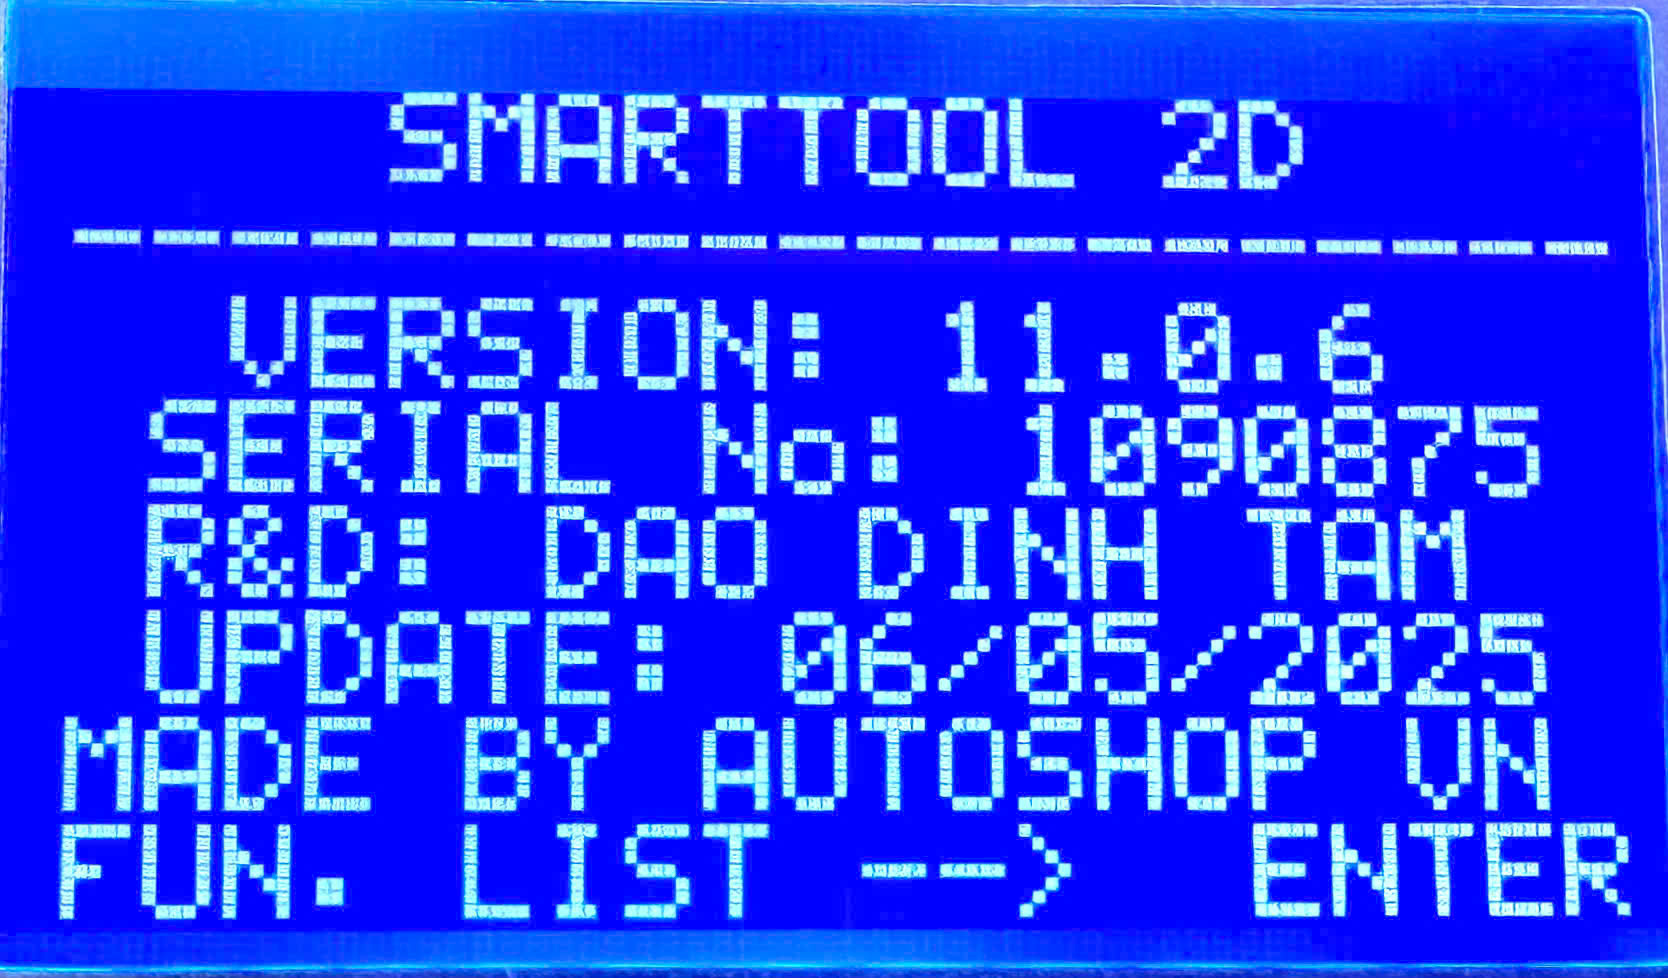 SMARTTOOL 2D
--------------------
VERSION: 11.0.6
SERIAL No: 1090875
R&D: DAO DINH TAM
UPDATE: 06/05/2025
MADE BY AUTOSHOP VN
FUN. LIST --> ENTER